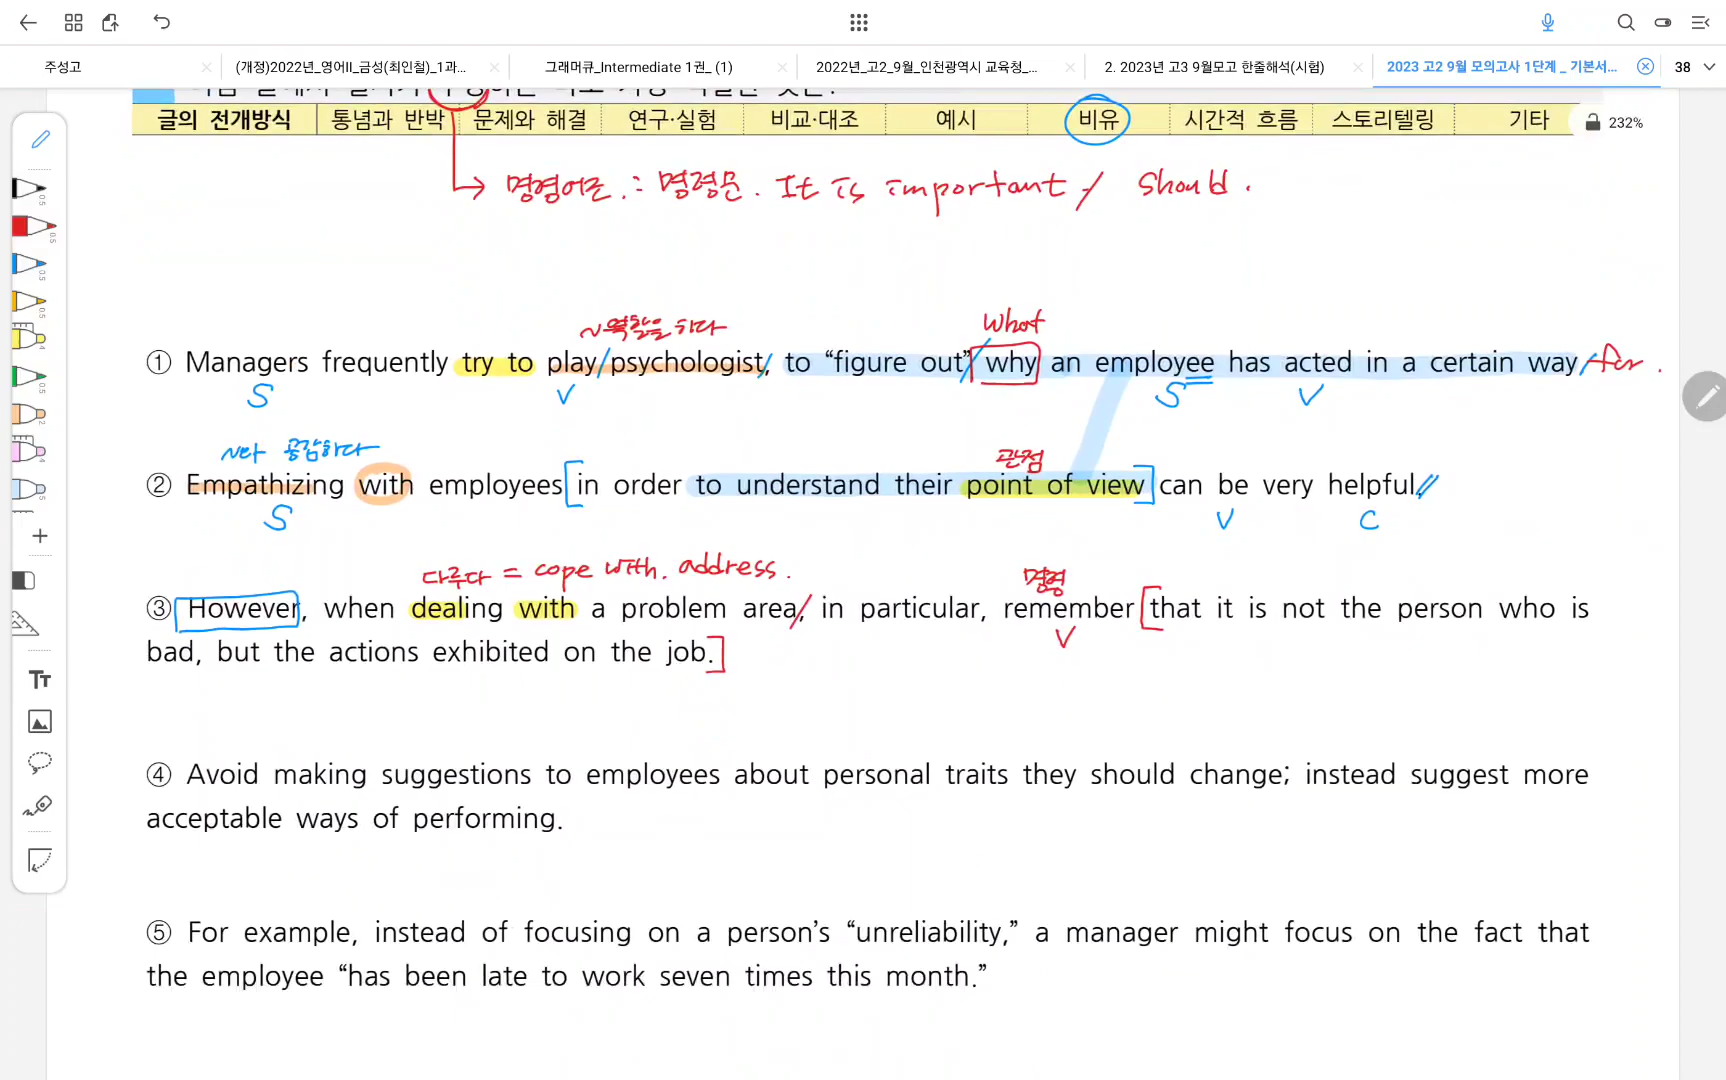 주성고
(개정)2022년_영어II_금성(최인철)_1과...
그래머큐_Intermediate 1권_ (1)
2022년_고2_9월_인천광역시 교육청_...
2. 2023년 고3 9월모고 한줄해석(시험)
2023 고2 9월 모의고사 1단계 _ 기본서...
38
글의 전개방식 통념과 반박 문제와 해결 연구·실험 비교·대조 예시 비유 시간적 흐름 스토리텔링 기타
232%
명령어조 : 명령문. It is important / should.
~역할을 하다 what
① Managers frequently try to play/psychologist, to “figure out” why an employee has acted in a certain way for.
S V S V
~와 공감하다 관점
② Empathizing with employees [in order to understand their point of view] can be very helpful.
S V C
다루다 = cope with. address. 명령
③ However, when dealing with a problem area, in particular, remember [that it is not the person who is
V
bad, but the actions exhibited on the job.]
④ Avoid making suggestions to employees about personal traits they should change; instead suggest more
acceptable ways of performing.
⑤ For example, instead of focusing on a person’s “unreliability,” a manager might focus on the fact that
the employee “has been late to work seven times this month.”